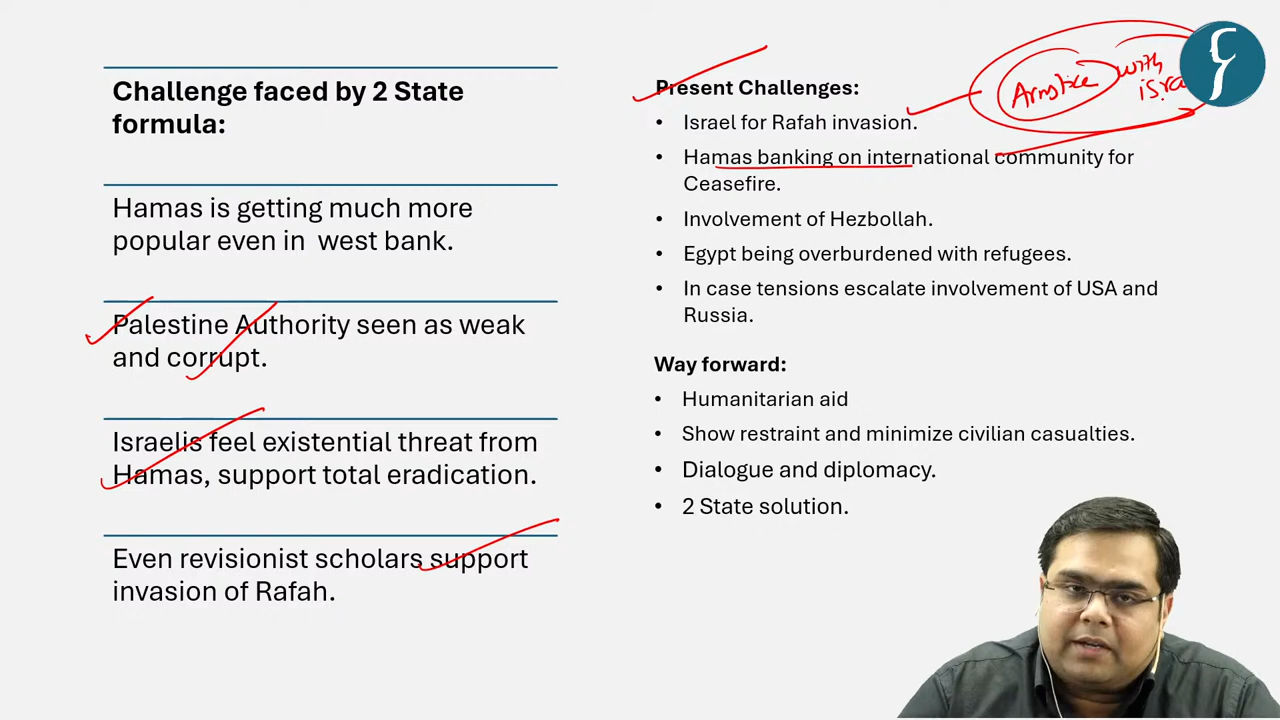 Challenge faced by 2 State
formula:
Hamas is getting much more
popular even in west bank.
Palestine Authority seen as weak
and corrupt.
Israelis feel existential threat from
Hamas, support total eradication.
Even revisionist scholars support
invasion of Rafah.
Present Challenges:
• Israel for Rafah invasion.
• Hamas banking on international community for
Ceasefire.
• Involvement of Hezbollah.
• Egypt being overburdened with refugees.
• In case tensions escalate involvement of USA and
Russia.
Way forward:
• Humanitarian aid
• Show restraint and minimize civilian casualties.
• Dialogue and diplomacy.
• 2 State solution.
with